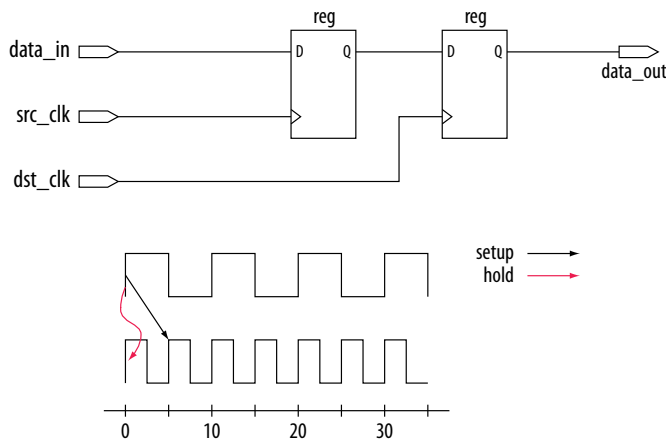 reg reg
data_in D Q D Q data_out
src_clk
dst_clk
setup
hold
0 10 20 30